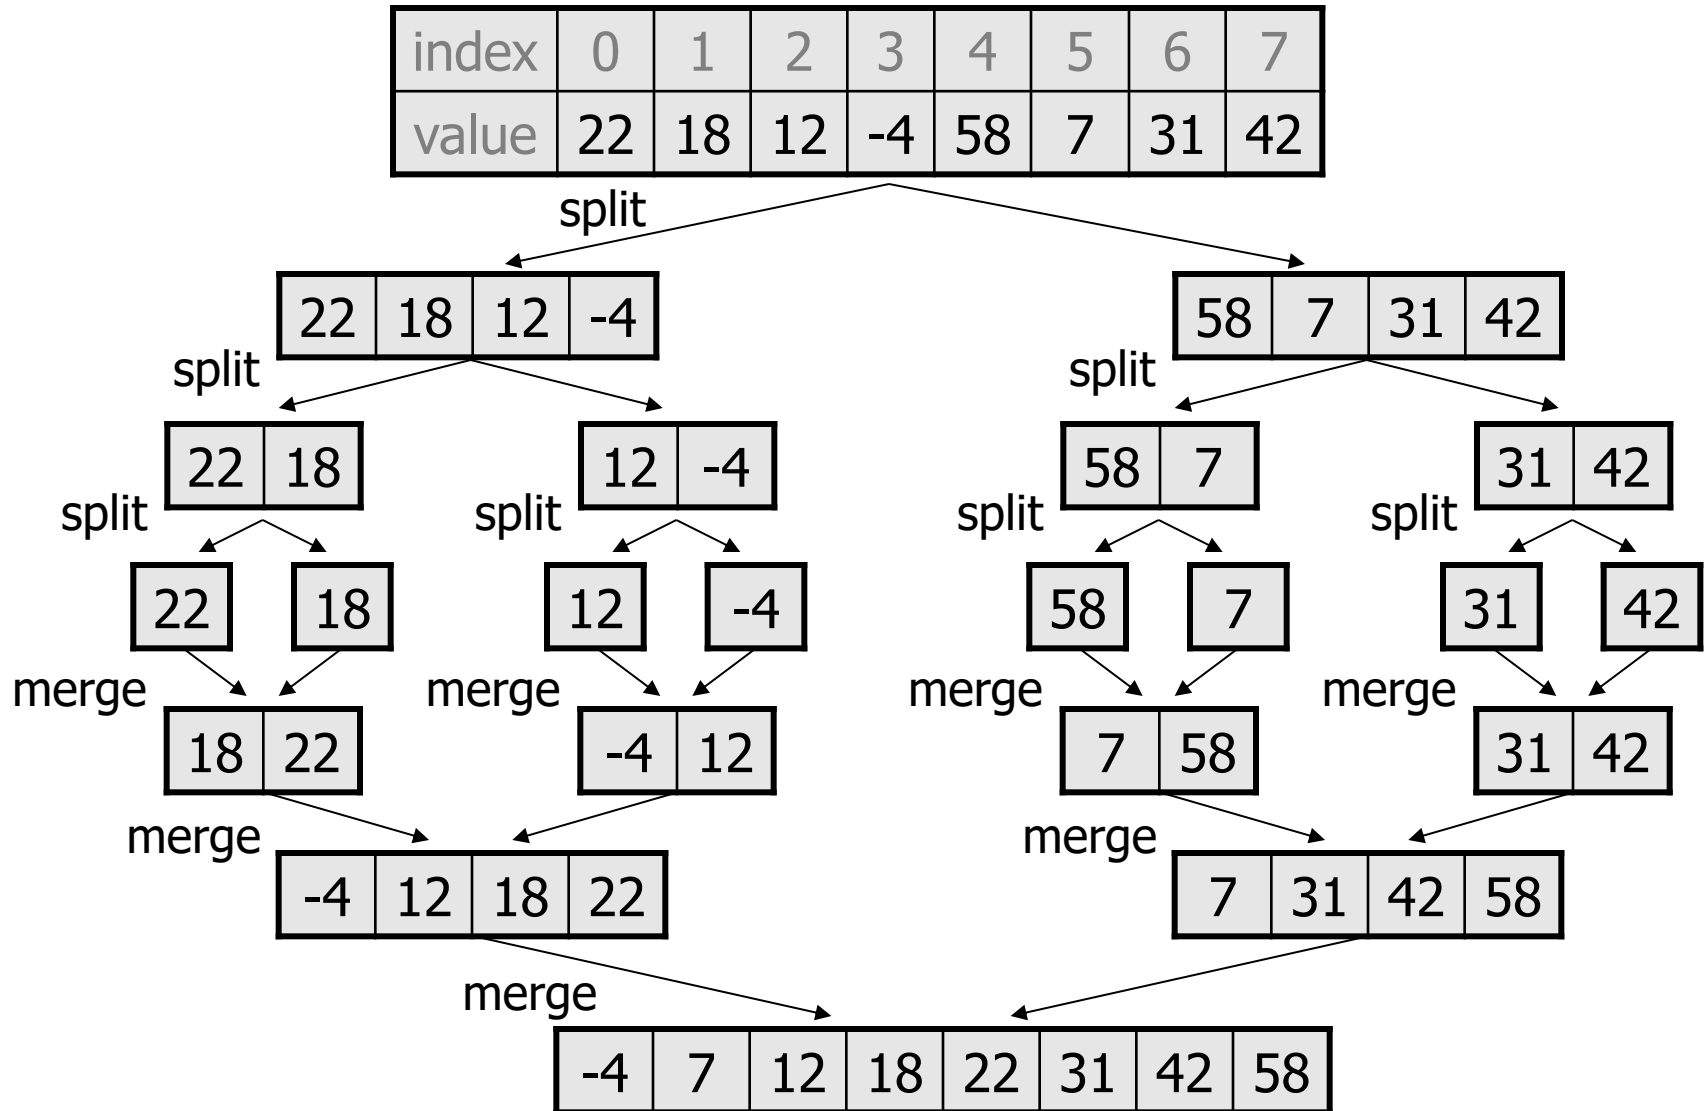 index 0 1 2 3 4 5 6 7
value 22 18 12 -4 58 7 31 42
split
22 18 12 -4 58 7 31 42
split split
22 18 12 -4 58 7 31 42
split split split split
22 18 12 -4 58 7 31 42
merge merge merge merge
18 22 -4 12 7 58 31 42
merge merge
-4 12 18 22 7 31 42 58
merge
-4 7 12 18 22 31 42 58